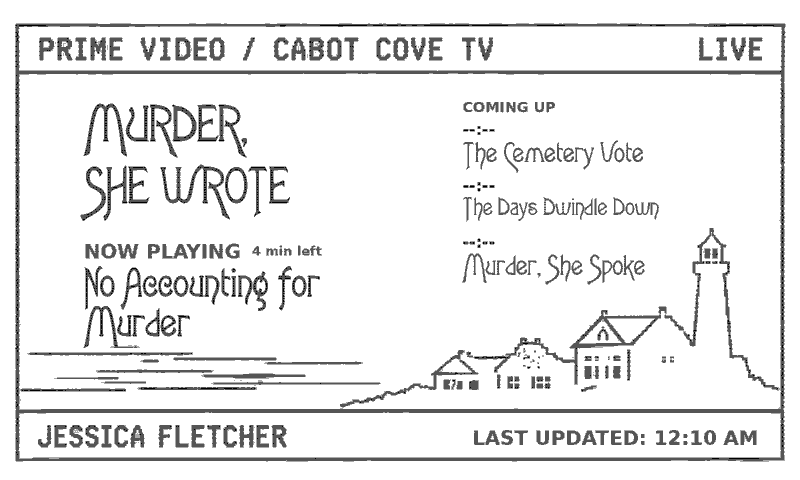 PRIME VIDEO / CABOT COVE TV
LIVE
MURDER,
SHE WROTE
NOW PLAYING 4 min left
No Accounting for
Murder
COMING UP
--:--
The Cemetery Vote
--:--
The Days Dwindle Down
--:--
Murder, She Spoke
JESSICA FLETCHER
LAST UPDATED: 12:10 AM